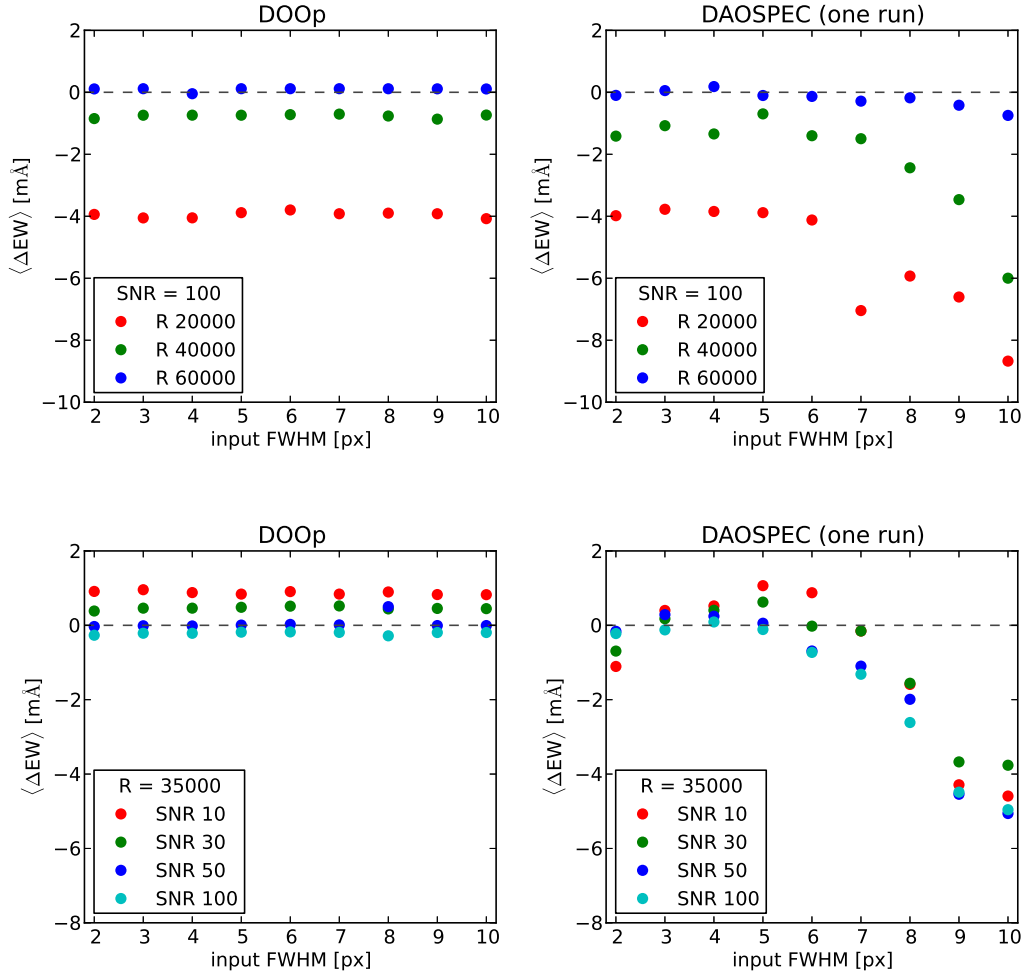 DOOp
2
0
−2
−4
−6
−8
−10
⟨ΔEW⟩ [mÅ]
SNR = 100
R 20000
R 40000
R 60000
2 3 4 5 6 7 8 9 10
input FWHM [px]
DAOSPEC (one run)
2
0
−2
−4
−6
−8
−10
⟨ΔEW⟩ [mÅ]
SNR = 100
R 20000
R 40000
R 60000
2 3 4 5 6 7 8 9 10
input FWHM [px]
DOOp
2
0
−2
−4
−6
−8
⟨ΔEW⟩ [mÅ]
R = 35000
SNR 10
SNR 30
SNR 50
SNR 100
2 3 4 5 6 7 8 9 10
input FWHM [px]
DAOSPEC (one run)
2
0
−2
−4
−6
−8
⟨ΔEW⟩ [mÅ]
R = 35000
SNR 10
SNR 30
SNR 50
SNR 100
2 3 4 5 6 7 8 9 10
input FWHM [px]